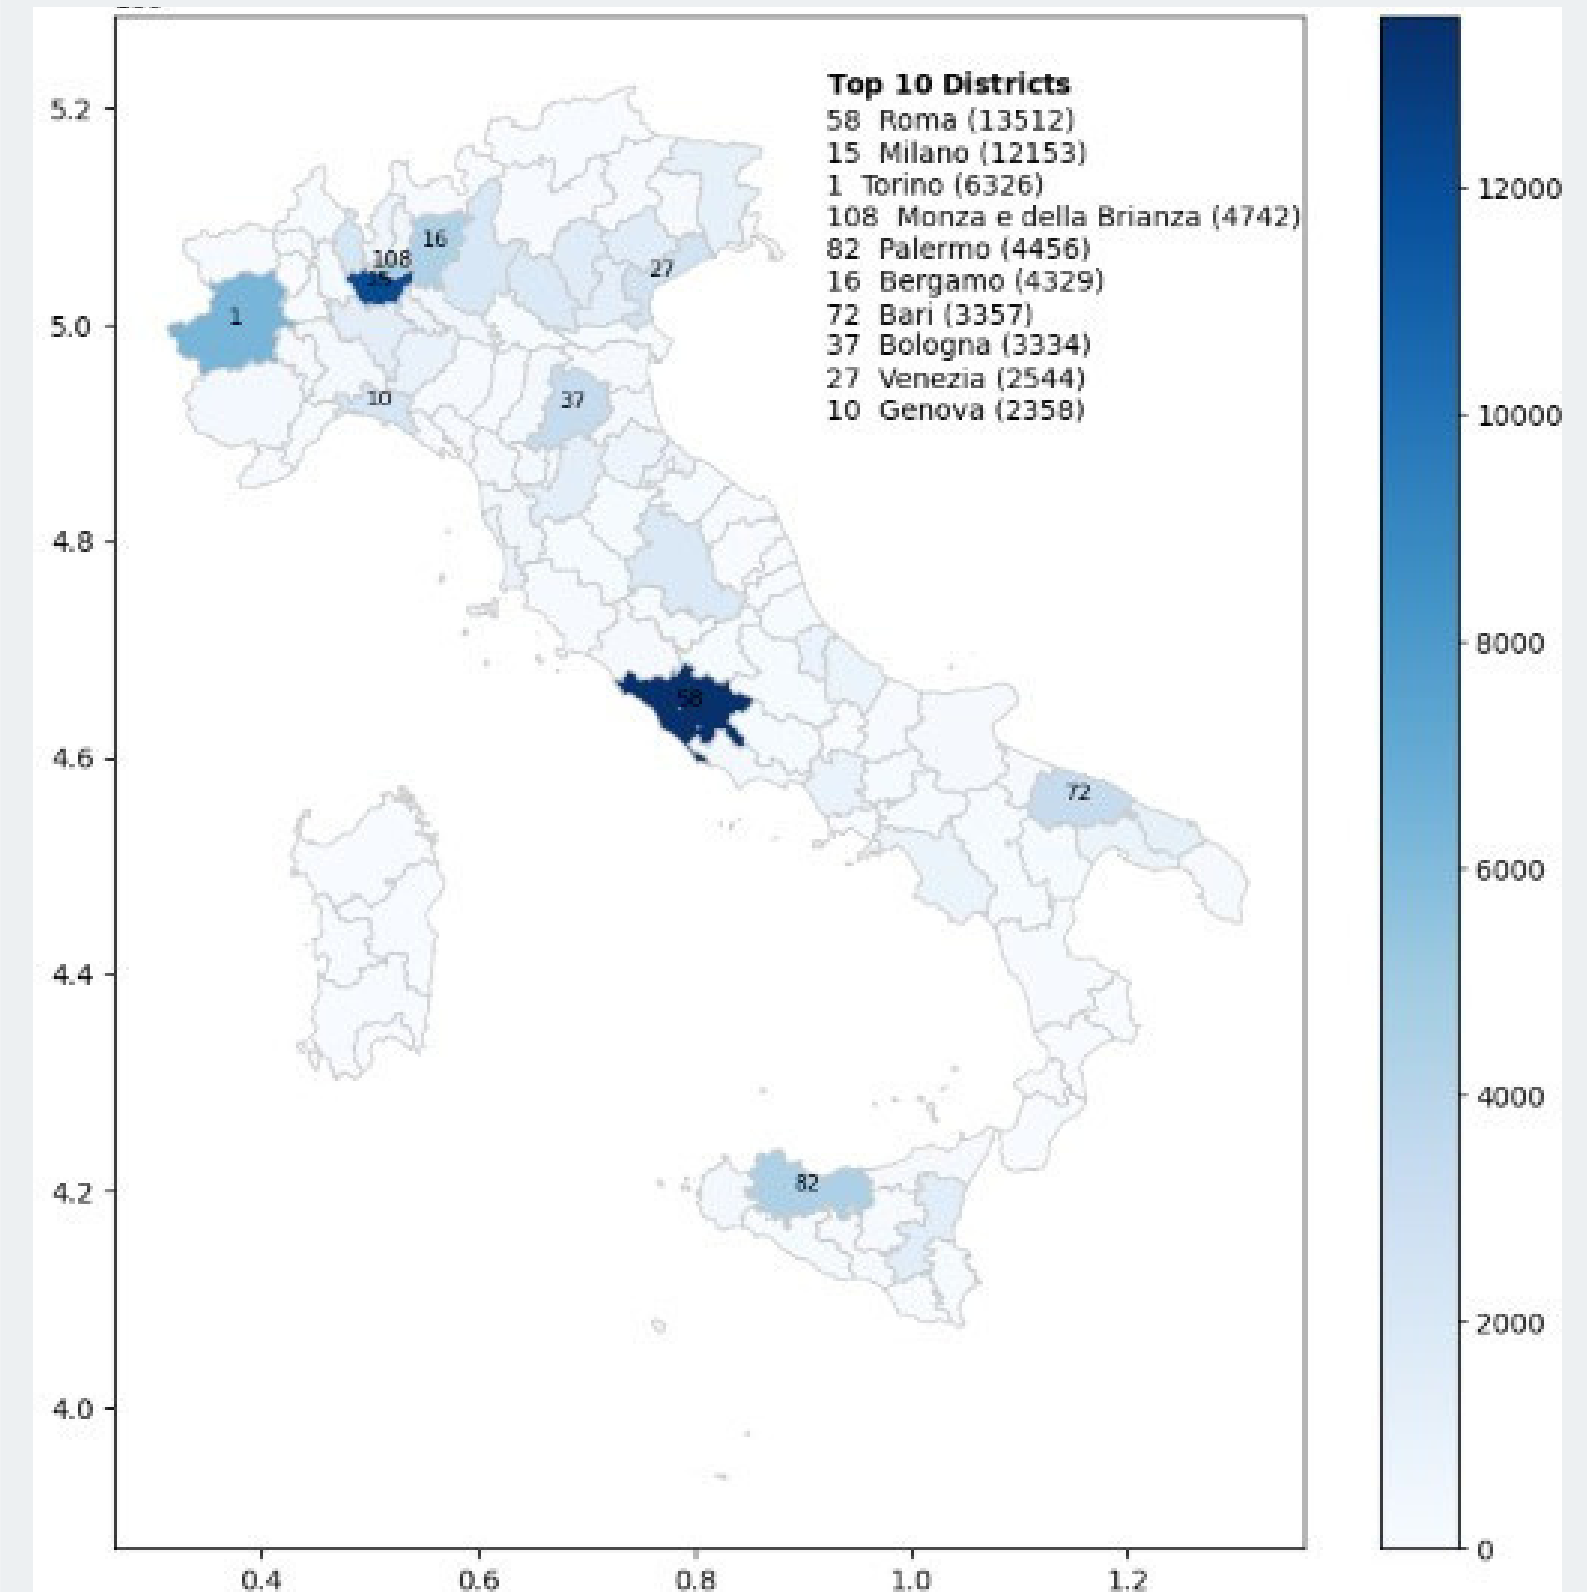 Top 10 Districts
58 Roma (13512)
15 Milano (12153)
1 Torino (6326)
108 Monza e della Brianza (4742)
82 Palermo (4456)
16 Bergamo (4329)
72 Bari (3357)
37 Bologna (3334)
27 Venezia (2544)
10 Genova (2358)
5.2
5.0
4.8
4.6
4.4
4.2
4.0
16
108
15
27
1
10
37
58
72
82
0.4
0.6
0.8
1.0
1.2
12000
10000
8000
6000
4000
2000
0